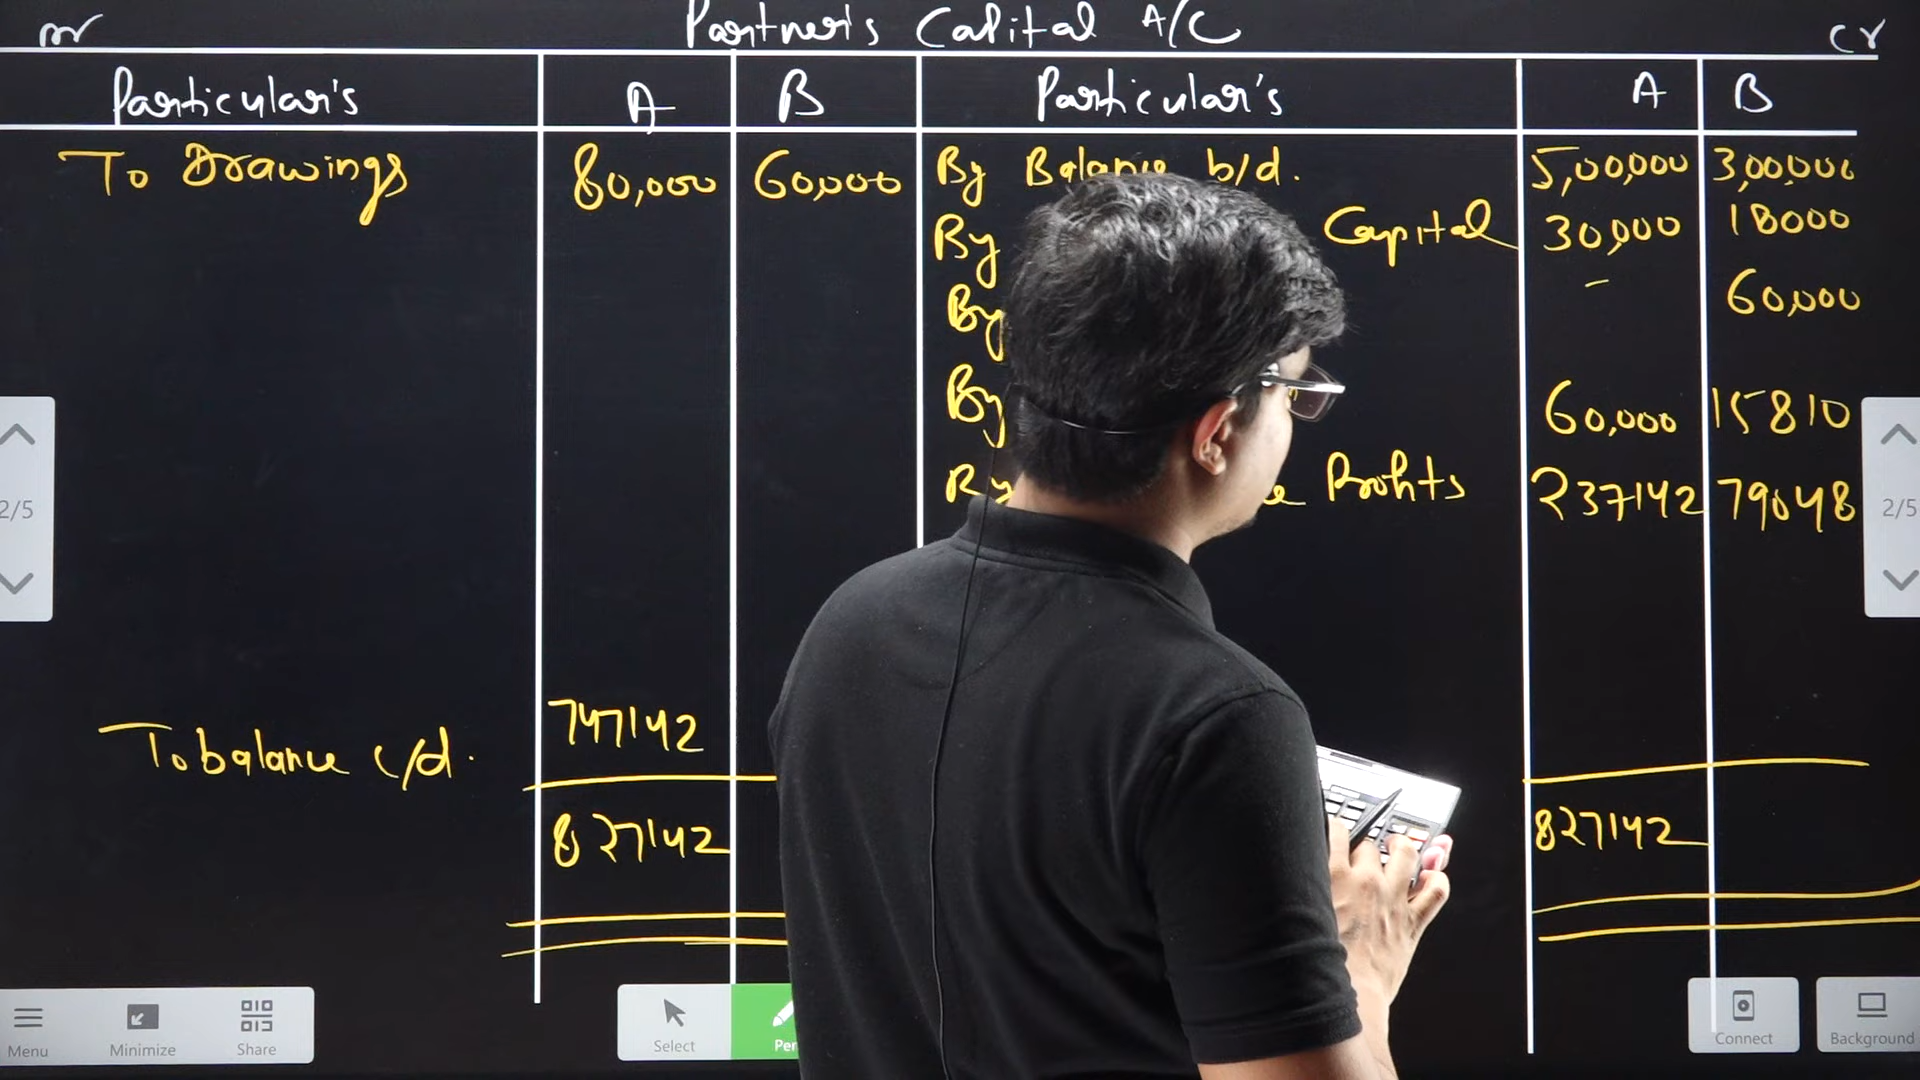 Dr Partner's Capital A/C Cr
Particular's A B Particular's A B
To Drawings 80,000 60,000 By Balance b/d. 5,00,000 3,00,000
By Capital 30,000 18000
By - 60,000
By 60,000 15810
By Profits 237142 79048
To balance c/d. 747142
827142 827142
2/5 2/5
Menu Minimize Share Select Pen Connect Background